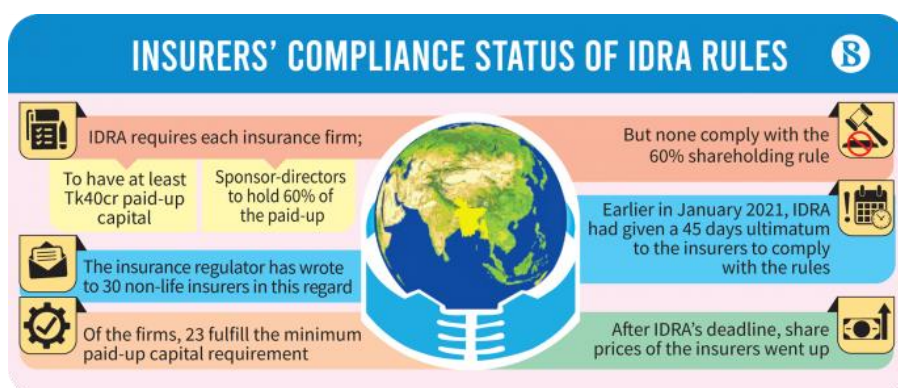 INSURERS' COMPLIANCE STATUS OF IDRA RULES
B
IDRA requires each insurance firm;
To have at least
Tk40cr paid-up
capital
Sponsor-directors
to hold 60% of
the paid-up
The insurance regulator has wrote
to 30 non-life insurers in this regard
Of the firms, 23 fulfill the minimum
paid-up capital requirement
But none comply with the
60% shareholding rule
Earlier in January 2021, IDRA
had given a 45 days ultimatum
to the insurers to comply
with the rules
After IDRA's deadline, share
prices of the insurers went up